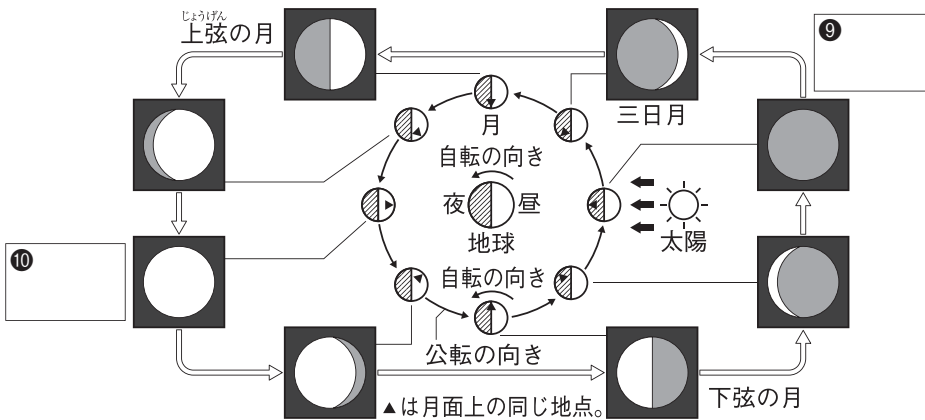 じょうげん
上弦の月
❾
三日月
月
自転の向き
夜
昼
地球
太陽
❿
自転の向き
公転の向き
下弦の月
▲は月面上の同じ地点。